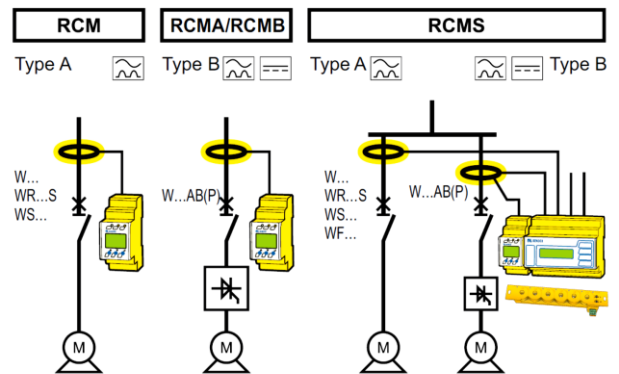 RCM
RCMA/RCMB
RCMS
Type A
Type B
Type A
Type B
W...
WR...S
WS...
W...AB(P)
W...
WR...S
WS...
WF...
W...AB(P)
M
M
M
M